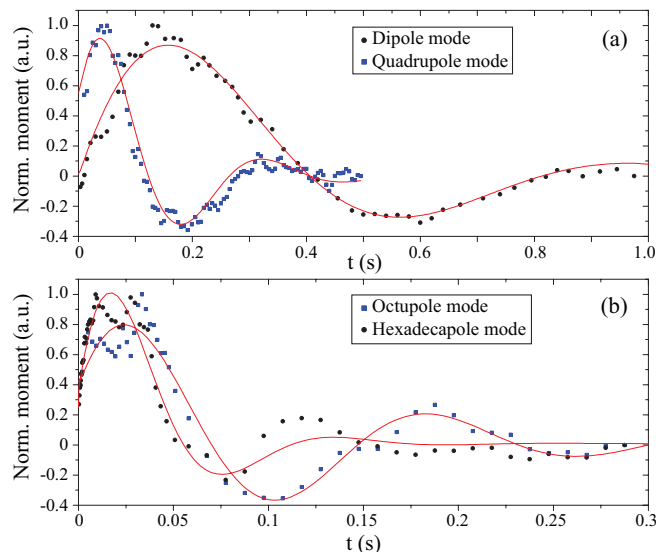 (a)
Dipole mode
Quadrupole mode
Norm. moment (a.u.)
1.0
0.8
0.6
0.4
0.2
0
-0.2
-0.4
0 0.2 0.4 0.6 0.8 1.0
t (s)
(b)
Octupole mode
Hexadecapole mode
Norm. moment (a.u.)
1.0
0.8
0.6
0.4
0.2
0
-0.2
-0.4
0 0.05 0.1 0.15 0.2 0.25 0.3
t (s)